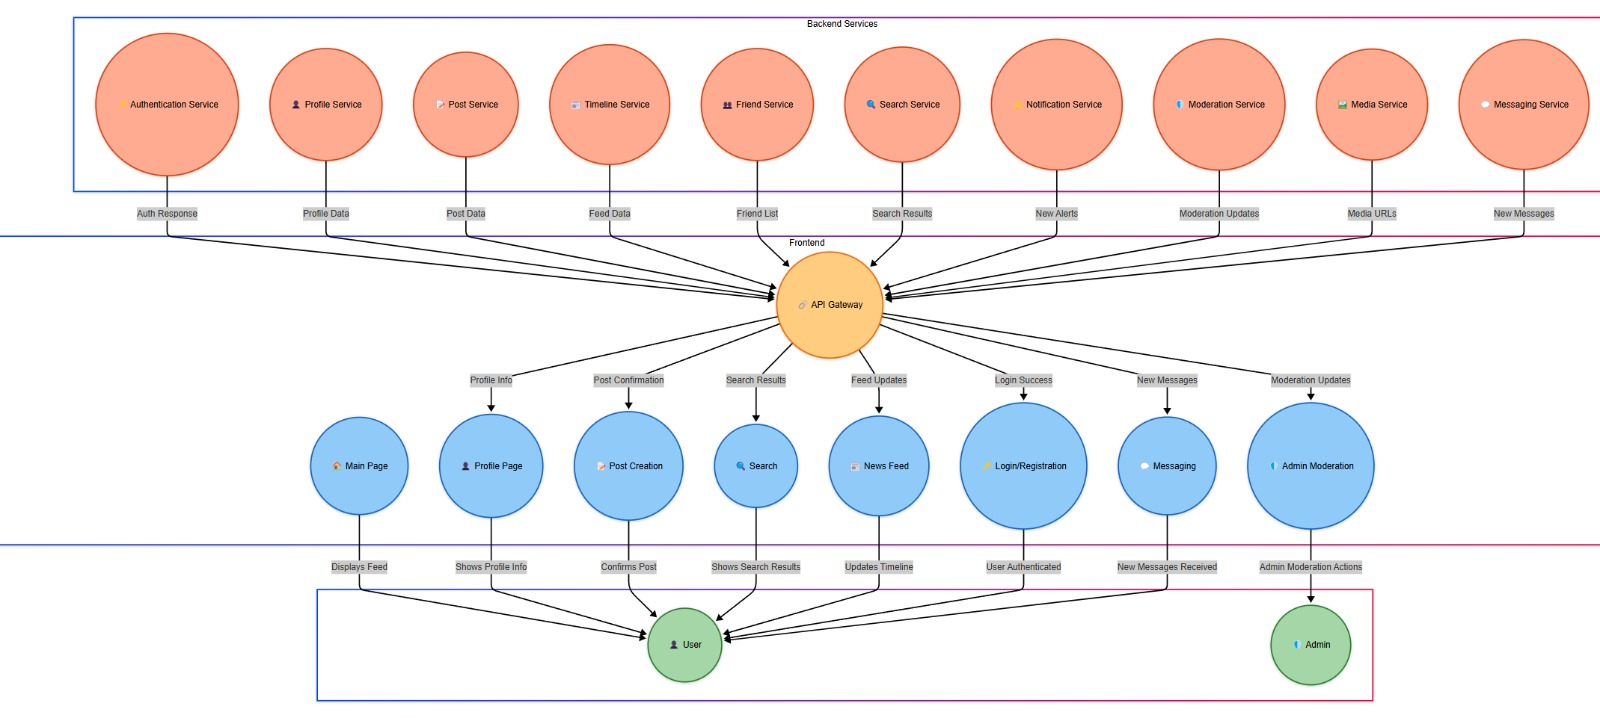 Backend Services
Authentication Service
Profile Service
Post Service
Timeline Service
Friend Service
Search Service
Notification Service
Moderation Service
Media Service
Messaging Service
Auth Response
Profile Data
Post Data
Feed Data
Friend List
Search Results
New Alerts
Moderation Updates
Media URLs
New Messages
Frontend
API Gateway
Profile Info
Post Confirmation
Search Results
Feed Updates
Login Success
New Messages
Moderation Updates
Main Page
Profile Page
Post Creation
Search
News Feed
Login/Registration
Messaging
Admin Moderation
Displays Feed
Shows Profile Info
Confirms Post
Shows Search Results
Updates Timeline
User Authenticated
New Messages Received
Admin Moderation Actions
User
Admin